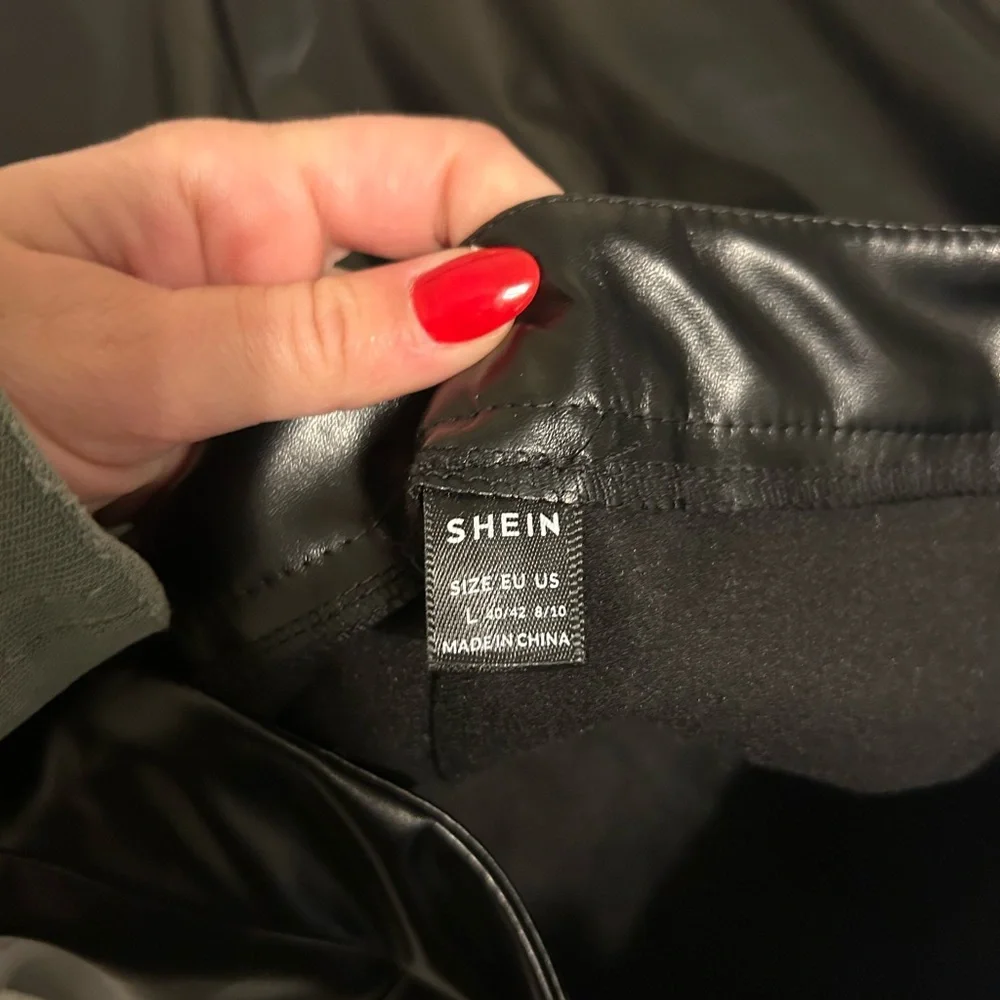 SHEIN
SIZE EU US
L 40/42 8/10
MADE IN CHINA